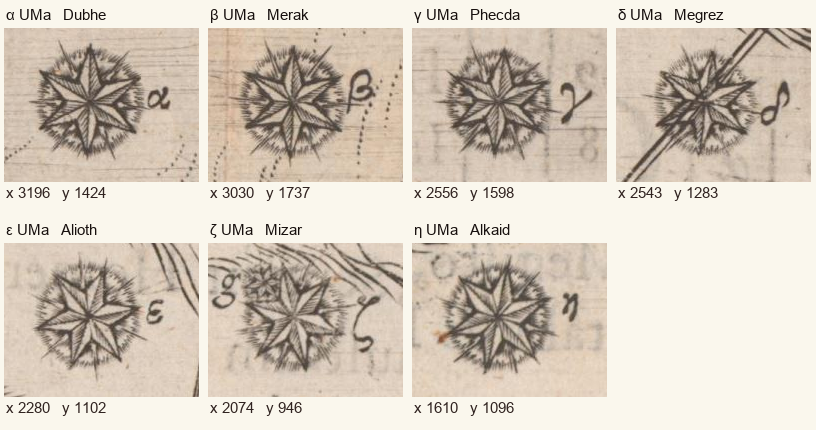 α UMa Dubhe
β UMa Merak
γ UMa Phecda
δ UMa Megrez
α
β
γ
δ
x 3196 y 1424
x 3030 y 1737
x 2556 y 1598
x 2543 y 1283
ε UMa Alioth
ζ UMa Mizar
η UMa Alkaid
ε
g
ζ
η
x 2280 y 1102
x 2074 y 946
x 1610 y 1096